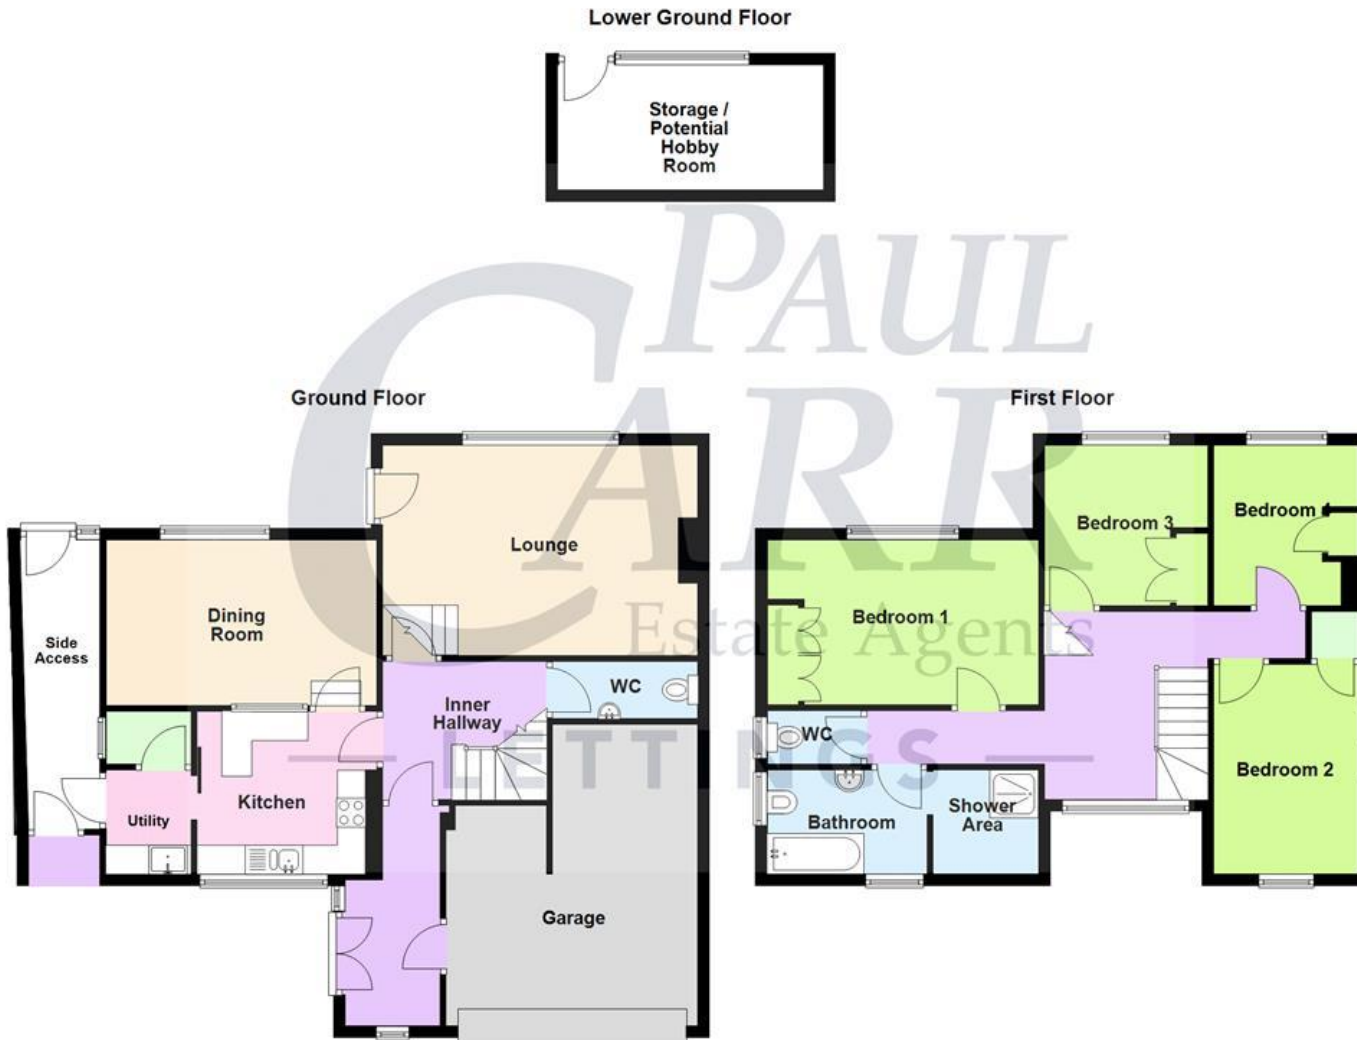 Lower Ground Floor
Storage /
Potential
Hobby
Room
PAUL
CARR
Estate Agents
LETTINGS
Ground Floor
Lounge
Dining
Room
Side
Access
WC
Inner
Hallway
Kitchen
Utility
Garage
First Floor
Bedroom 3
Bedroom 4
Bedroom 1
WC
Bedroom 2
Shower
Area
Bathroom